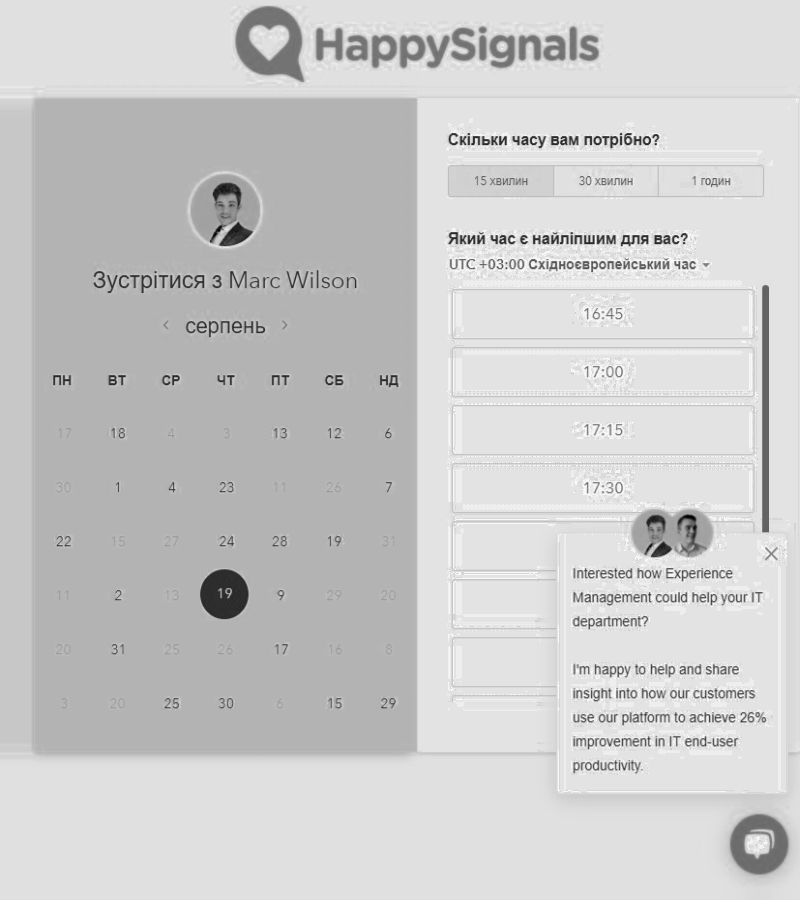 HappySignals
Зустрітися з Marc Wilson
серпень
ПН ВТ СР ЧТ ПТ СБ НД
17 18 4 3 13 12 6
30 1 4 23 11 26 7
22 15 27 24 28 19 31
11 2 13 19 9 29 20
20 31 25 26 17 16 8
3 20 25 30 6 15 29
Скільки часу вам потрібно?
15 хвилин 30 хвилин 1 годин
Який час є найліпшим для вас?
UTC +03:00 Східноєвропейський час
16:45
17:00
17:15
17:30
Interested how Experience
Management could help your IT
department?
I'm happy to help and share
insight into how our customers
use our platform to achieve 26%
improvement in IT end-user
productivity.